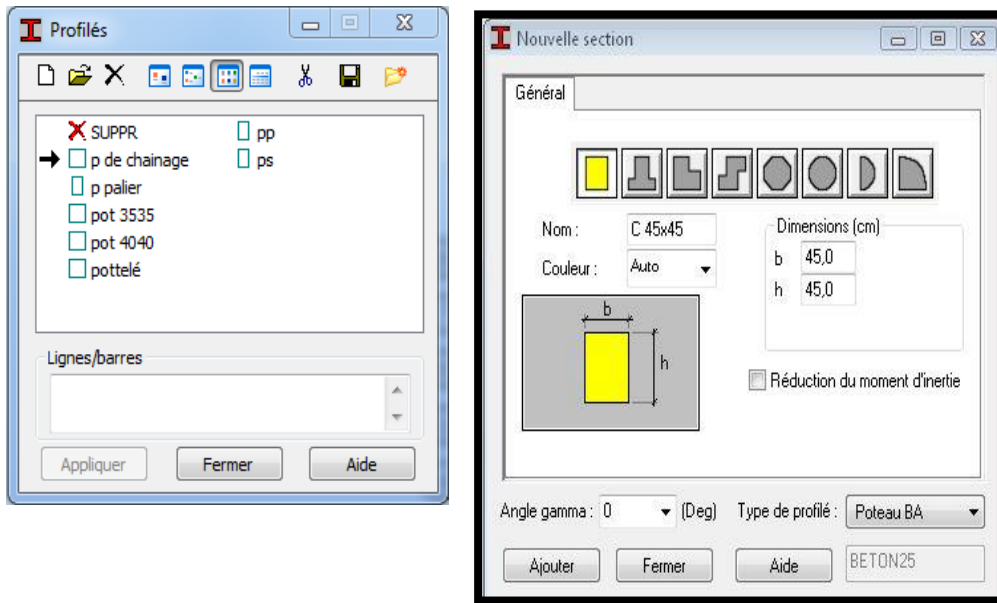 Profilés
SUPPR
p de chainage
p palier
pot 3535
pot 4040
pottelé
pp
ps
Lignes/barres
Appliquer
Fermer
Aide
Nouvelle section
Général
Nom : C 45x45
Couleur : Auto
Dimensions (cm)
b 45,0
h 45,0
b
h
Réduction du moment d'inertie
Angle gamma : 0 (Deg) Type de profilé : Poteau BA
Ajouter Fermer Aide BETON25